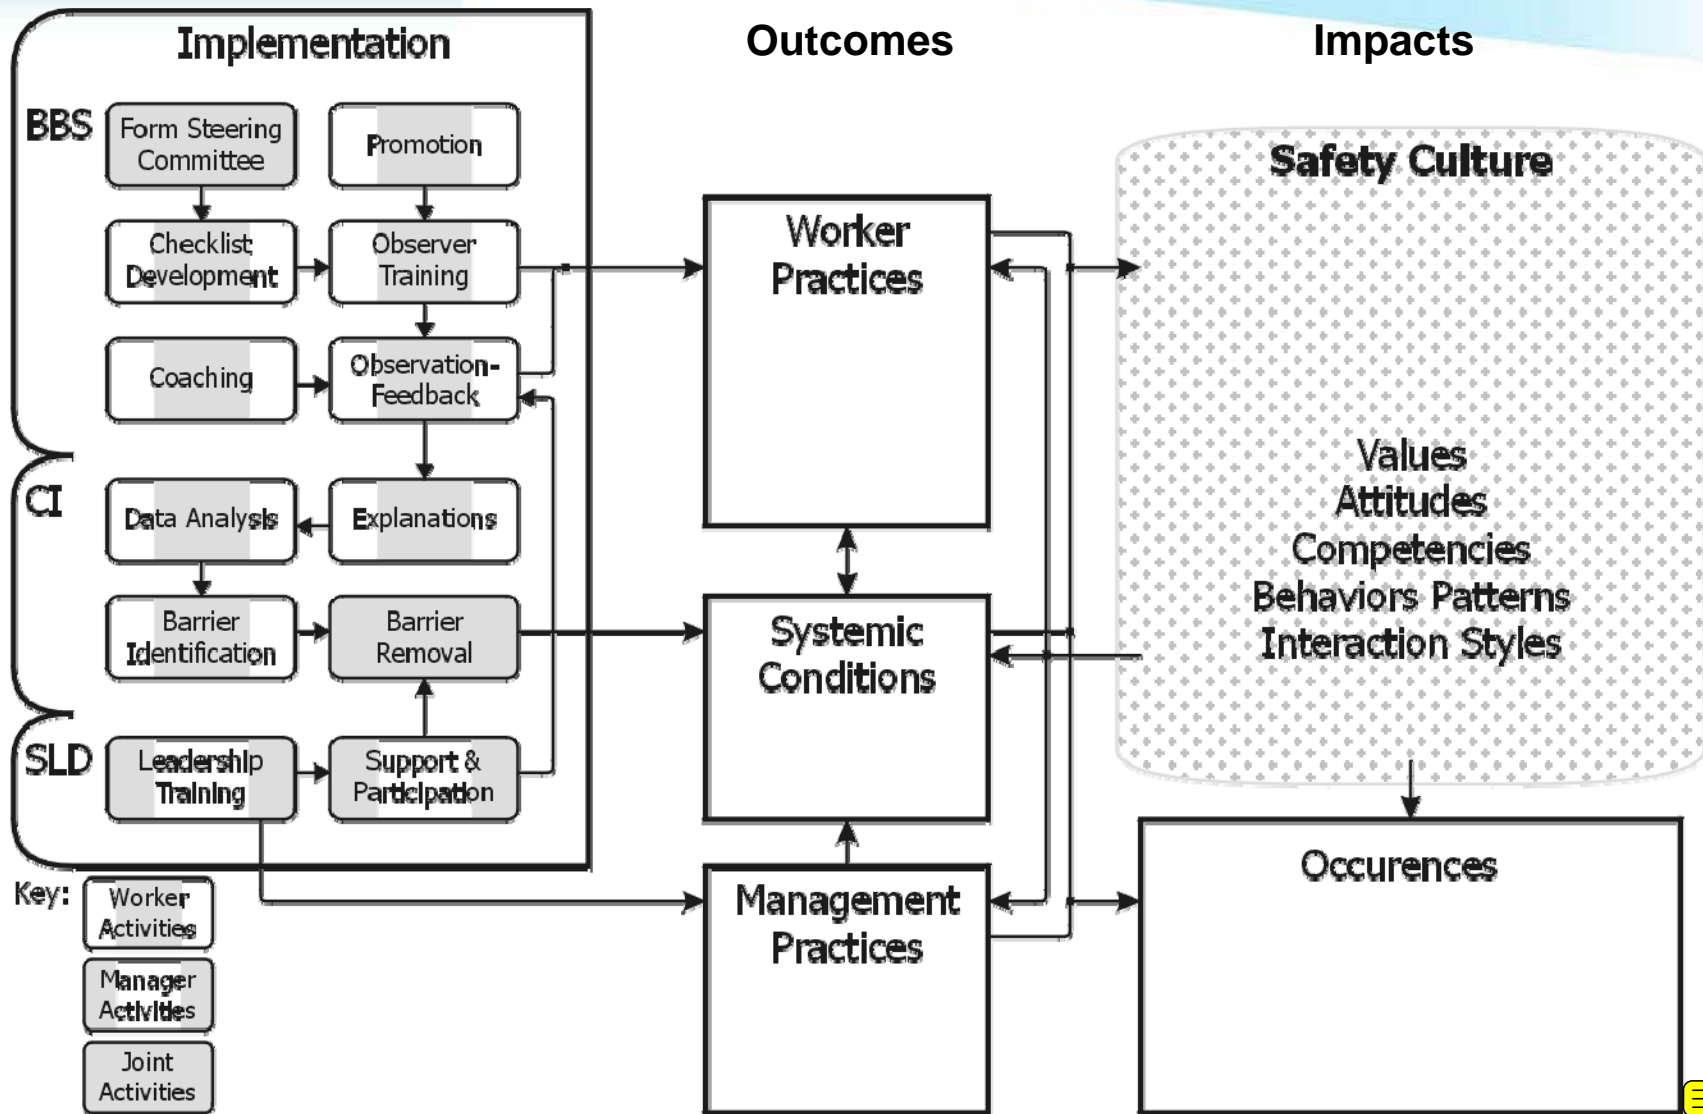 Implementation
Outcomes
Impacts
BBS
Form Steering
Committee
Promotion
Checklist
Development
Observer
Training
Coaching
Observation-
Feedback
CI
Data Analysis
Explanations
Barrier
Identification
Barrier
Removal
SLD
Leadership
Training
Support &
Participation
Key:
Worker
Activities
Manager
Activities
Joint
Activities
Worker
Practices
Systemic
Conditions
Management
Practices
Safety Culture
Values
Attitudes
Competencies
Behaviors Patterns
Interaction Styles
Occurences